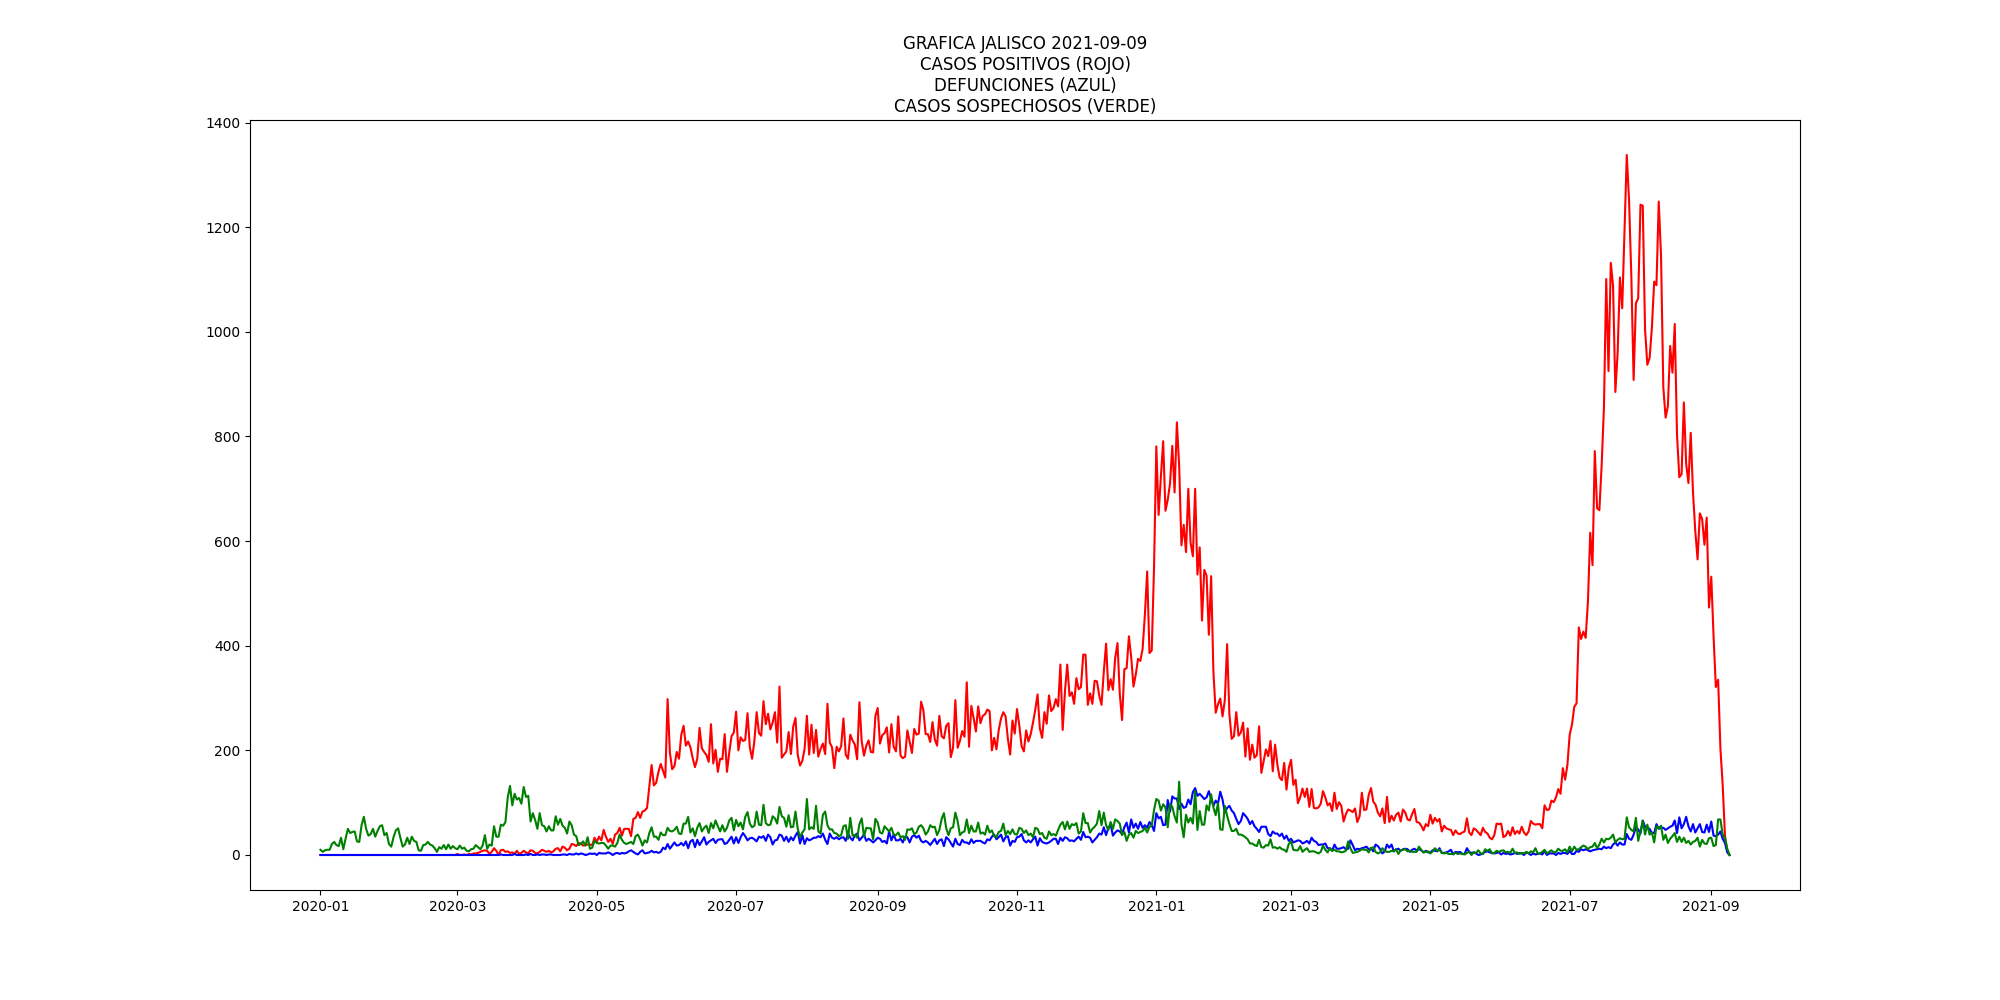 GRAFICA JALISCO 2021-09-09
CASOS POSITIVOS (ROJO)
DEFUNCIONES (AZUL)
CASOS SOSPECHOSOS (VERDE)
1400
1200
1000
800
600
400
200
0
2020-01 2020-03 2020-05 2020-07 2020-09 2020-11 2021-01 2021-03 2021-05 2021-07 2021-09